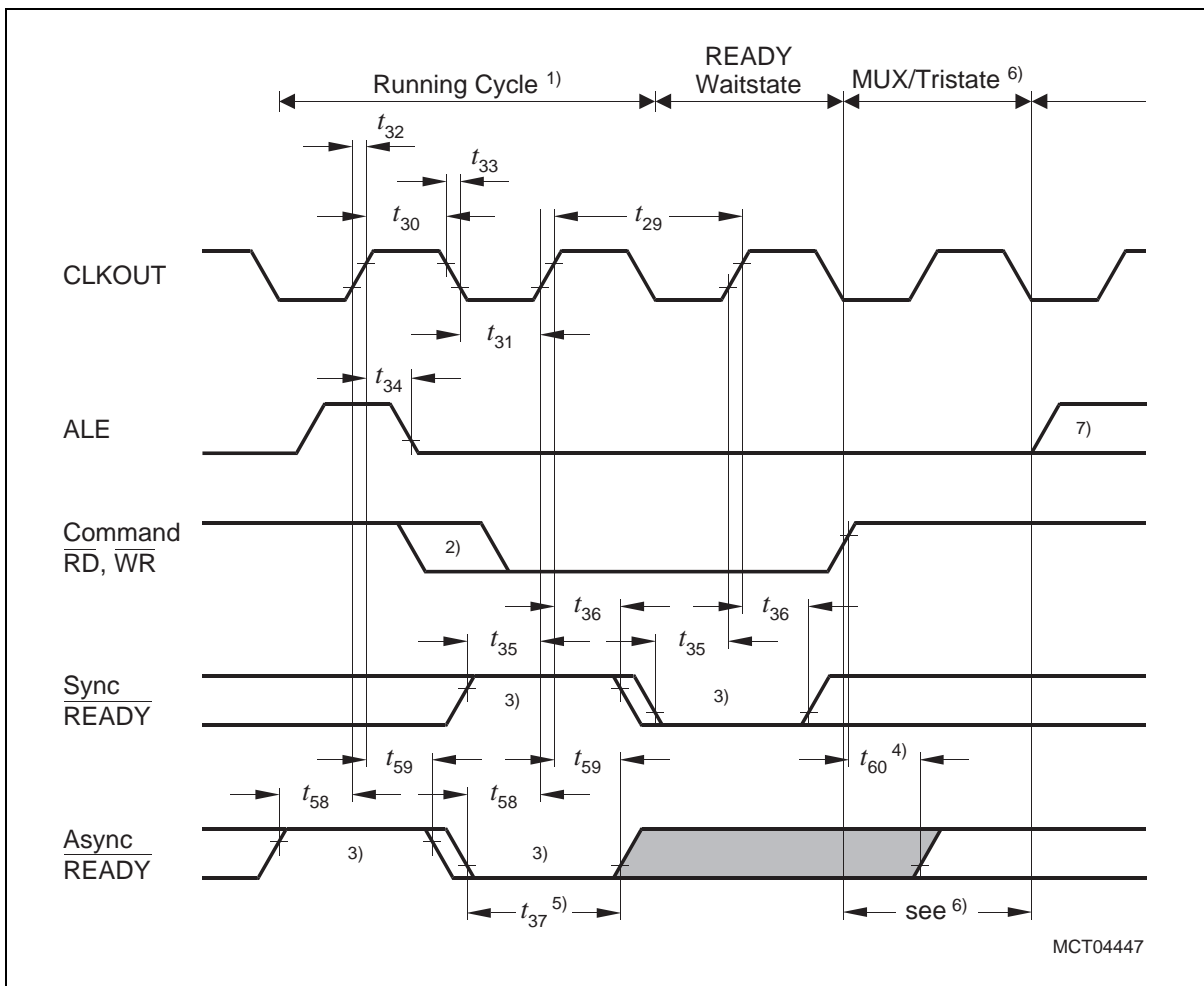 READY
Running Cycle 1) Waitstate MUX/Tristate 6)
t32
t33
t30 t29
CLKOUT
t31
t34
ALE 7)
Command
RD, WR 2)
t36 t36
t35 t35
Sync
READY 3) 3)
t59 t59 t60 4)
t58 t58
Async
READY 3) 3)
t37 5) see 6)
MCT04447